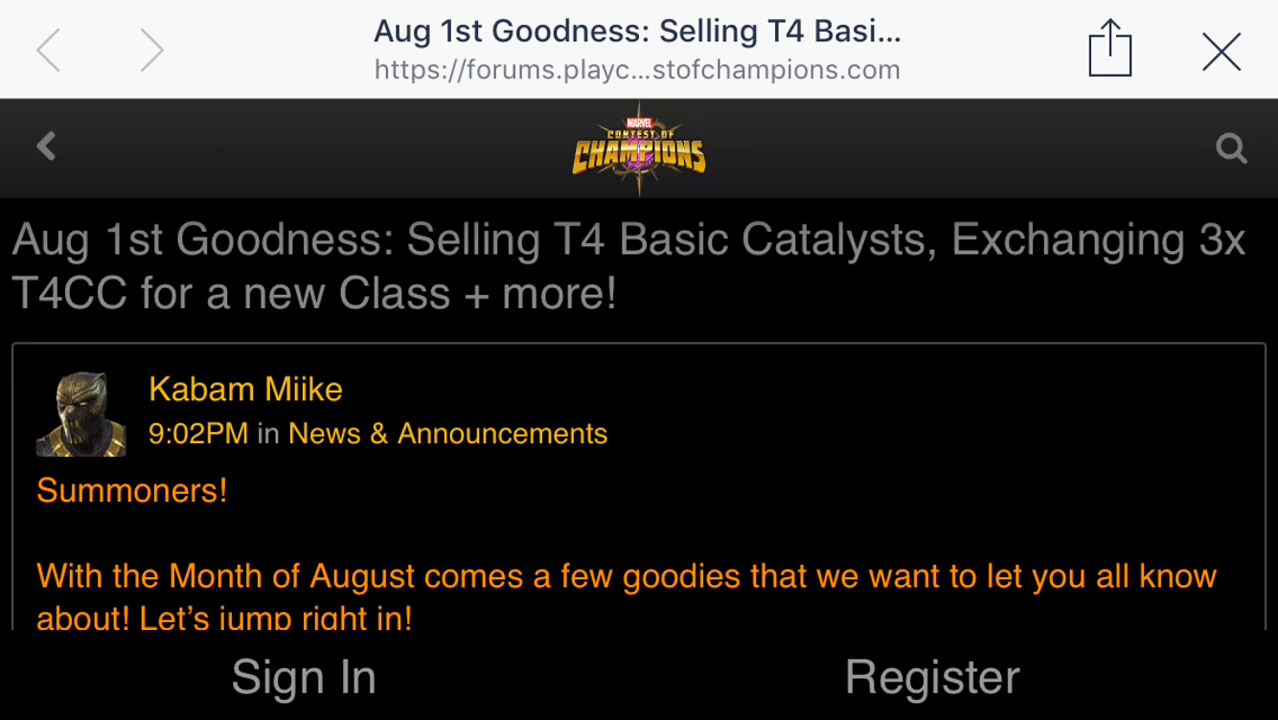 Aug 1st Goodness: Selling T4 Basi...
https://forums.playc...stofchampions.com
MARVEL
CONTEST OF
CHAMPIONS
Aug 1st Goodness: Selling T4 Basic Catalysts, Exchanging 3x
T4CC for a new Class + more!
Kabam Miike
9:02PM in News & Announcements
Summoners!
With the Month of August comes a few goodies that we want to let you all know
about! Let’s jump right in!
Sign In
Register